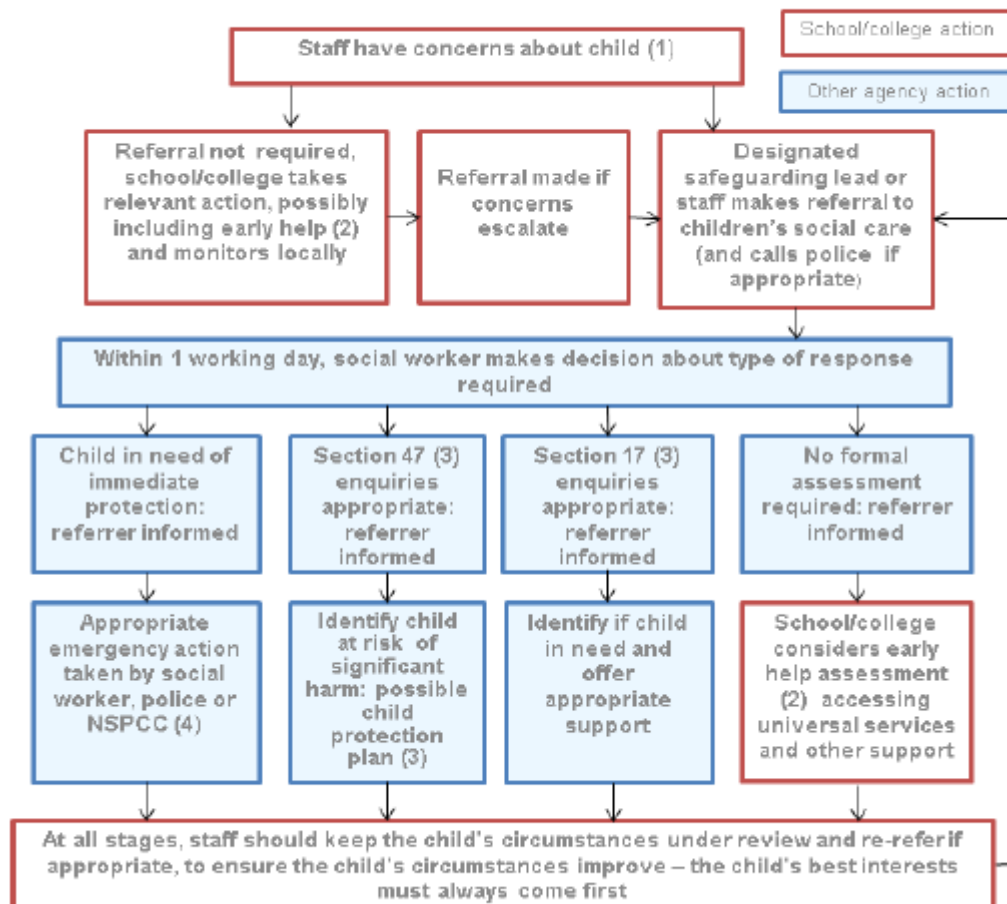 School/college action
Other agency action
Staff have concerns about child (1)
Referral not required,
school/college takes
relevant action, possibly
including early help (2)
and monitors locally
Referral made if
concerns
escalate
Designated
safeguarding lead or
staff makes referral to
children's social care
(and calls police if
appropriate)
Within 1 working day, social worker makes decision about type of response
required
Child in need of
immediate
protection:
referrer informed
Section 47 (3)
enquiries
appropriate:
referrer
informed
Section 17 (3)
enquiries
appropriate:
referrer
informed
No formal
assessment
required: referrer
informed
Appropriate
emergency action
taken by social
worker, police or
NSPCC (4)
Identify child
at risk of
significant
harm: possible
child
protection
plan (3)
Identify if child
in need and
offer
appropriate
support
School/college
considers early
help assessment
(2) accessing
universal services
and other support
At all stages, staff should keep the child's circumstances under review and re-refer if
appropriate, to ensure the child's circumstances improve – the child's best interests
must always come first